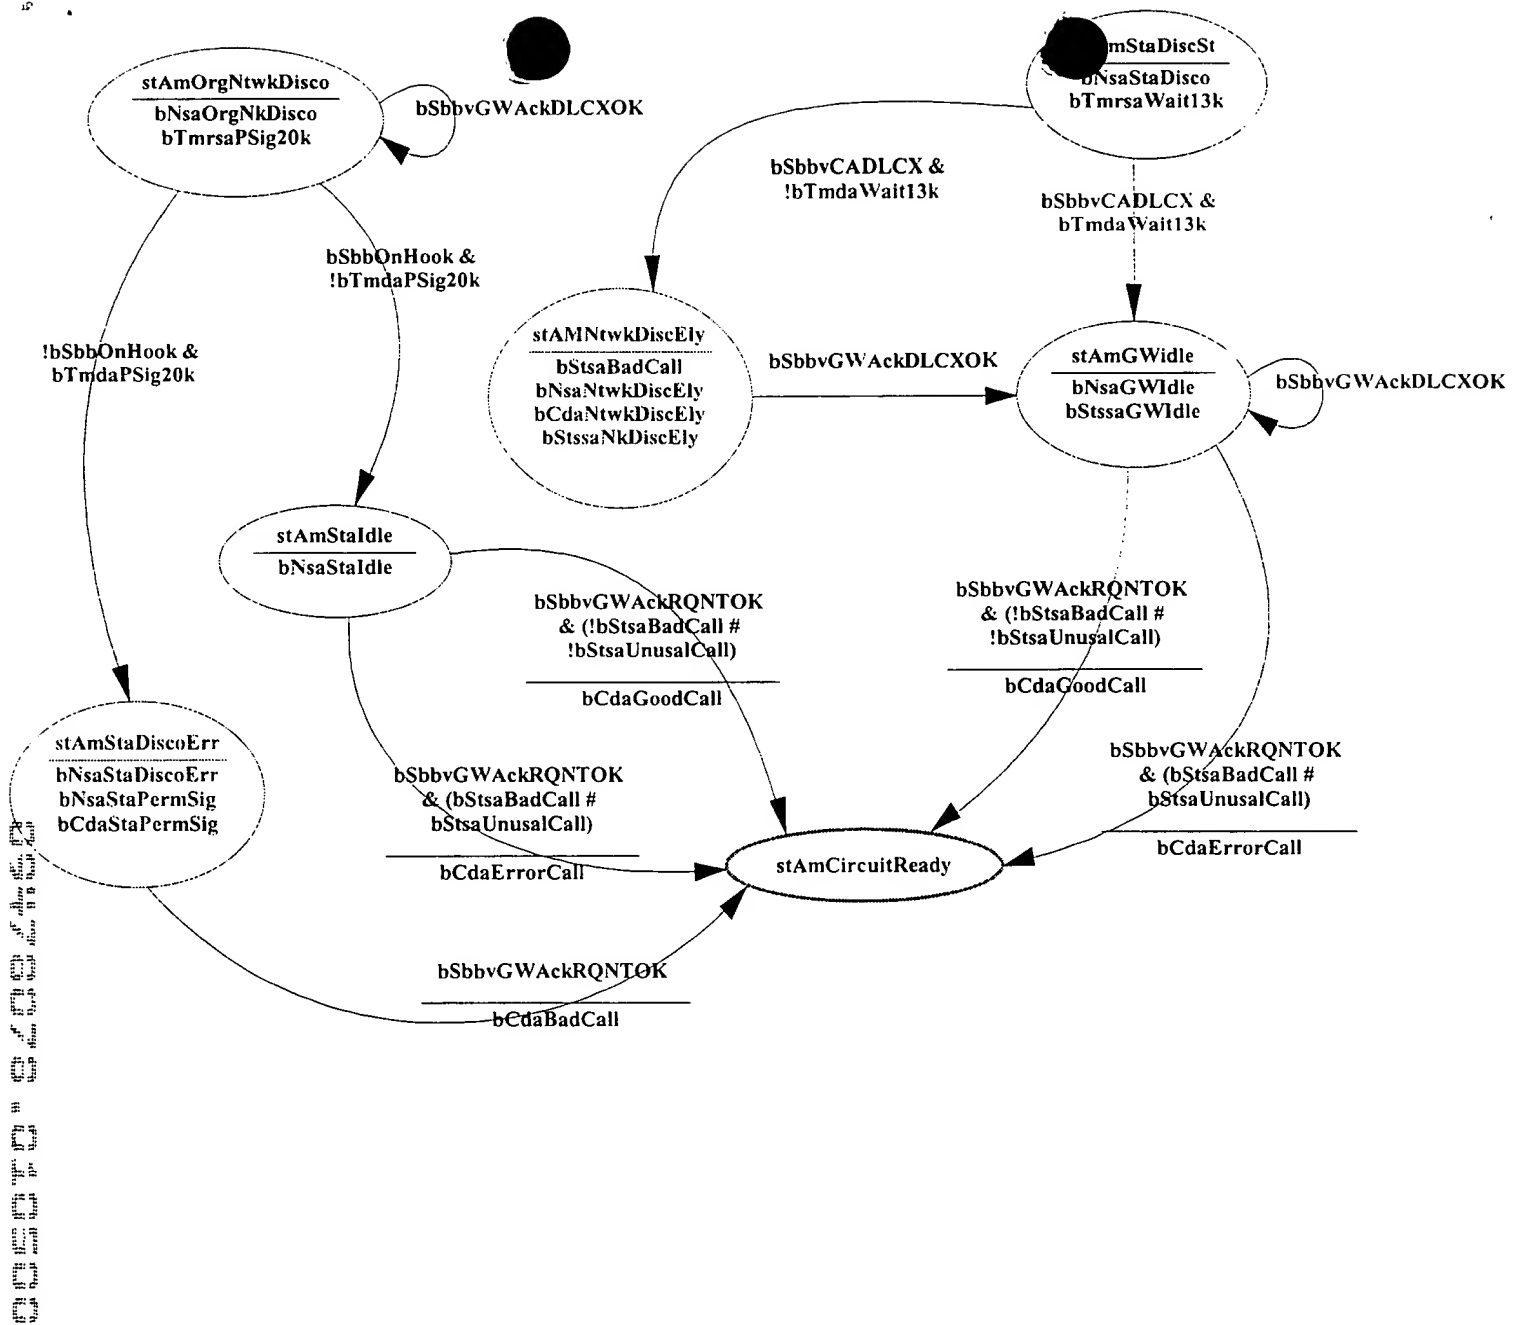 stAmOrgNtwkDisco
bNsaOrgNkDisco
bTmrsaPSig20k
bSbbvGWAckDLCXOK
mStaDiscSt
bNsaStaDisco
bTmrsaWait13k
bSbbvCADLCX &
!bTmdaWait13k
bSbbvCADLCX &
bTmdaWait13k
bSbbOnHook &
!bTmdaPSig20k
!bSbbOnHook &
bTmdaPSig20k
stAMNtwkDiscEly
bStsaBadCall
bNsaNtwkDiscEly
bCdaNtwkDiscEly
bStssaNkDiscEly
bSbbvGWAckDLCXOK
stAmGWidle
bNsaGWIdle
bStssaGWIdle
bSbbvGWAckDLCXOK
stAmStaIdle
bNsaStaIdle
bSbbvGWAckRQNTOK
& (!bStsaBadCall #
!bStsaUnusalCall)
bCdaGoodCall
bSbbvGWAckRQNTOK
& (!bStsaBadCall #
!bStsaUnusalCall)
bCdaGoodCall
stAmStaDiscoErr
bNsaStaDiscoErr
bNsaStaPermSig
bCdaStaPermSig
bSbbvGWAckRQNTOK
& (bStsaBadCall #
bStsaUnusalCall)
bCdaErrorCall
bSbbvGWAckRQNTOK
& (bStsaBadCall #
bStsaUnusalCall)
bCdaErrorCall
stAmCircuitReady
bSbbvGWAckRQNTOK
bCdaBadCall